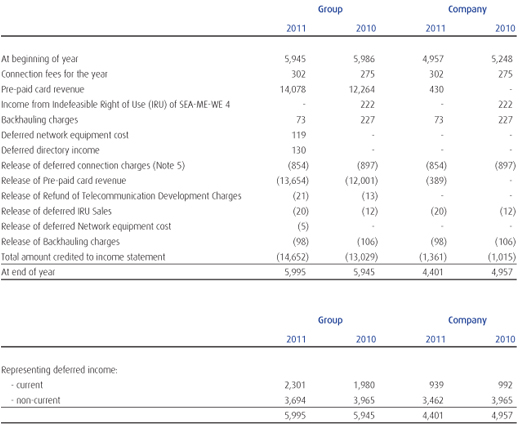 Group Company
2011 2010 2011 2010
At beginning of year 5,945 5,986 4,957 5,248
Connection fees for the year 302 275 302 275
Pre-paid card revenue 14,078 12,264 430 -
Income from Indefeasible Right of Use (IRU) of SEA-ME-WE 4 - 222 - 222
Backhauling charges 73 227 73 227
Deferred network equipment cost 119 - - -
Deferred directory income 130 - - -
Release of deferred connection charges (Note 5) (854) (897) (854) (897)
Release of Pre-paid card revenue (13,654) (12,001) (389) -
Release of Refund of Telecommunication Development Charges (21) (13) - -
Release of deferred IRU Sales (20) (12) (20) (12)
Release of deferred Network equipment cost (5) - - -
Release of Backhauling charges (98) (106) (98) (106)
Total amount credited to income statement (14,652) (13,029) (1,361) (1,015)
At end of year 5,995 5,945 4,401 4,957
Group Company
2011 2010 2011 2010
Representing deferred income:
- current 2,301 1,980 939 992
- non-current 3,694 3,965 3,462 3,965
5,995 5,945 4,401 4,957